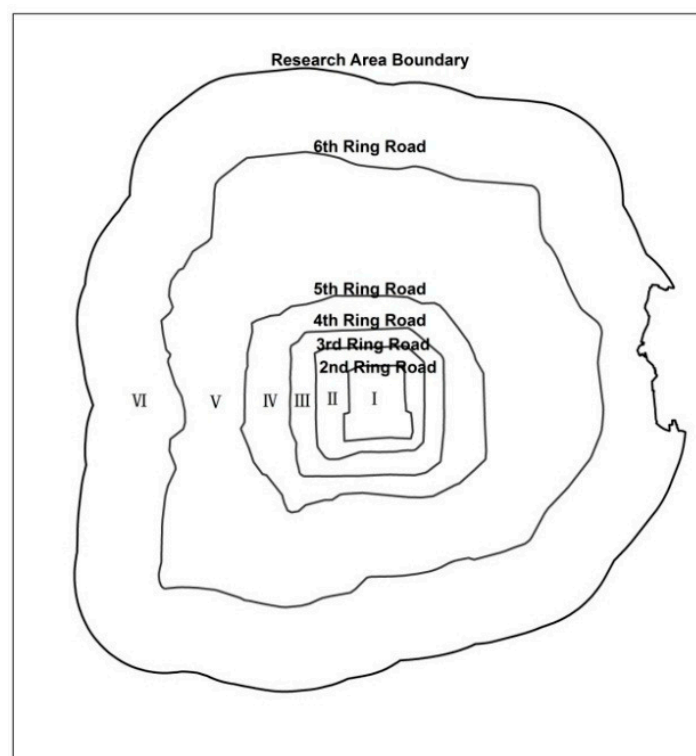 Research Area Boundary
6th Ring Road
5th Ring Road
4th Ring Road
3rd Ring Road
2nd Ring Road
Ⅵ Ⅴ Ⅳ Ⅲ Ⅱ Ⅰ